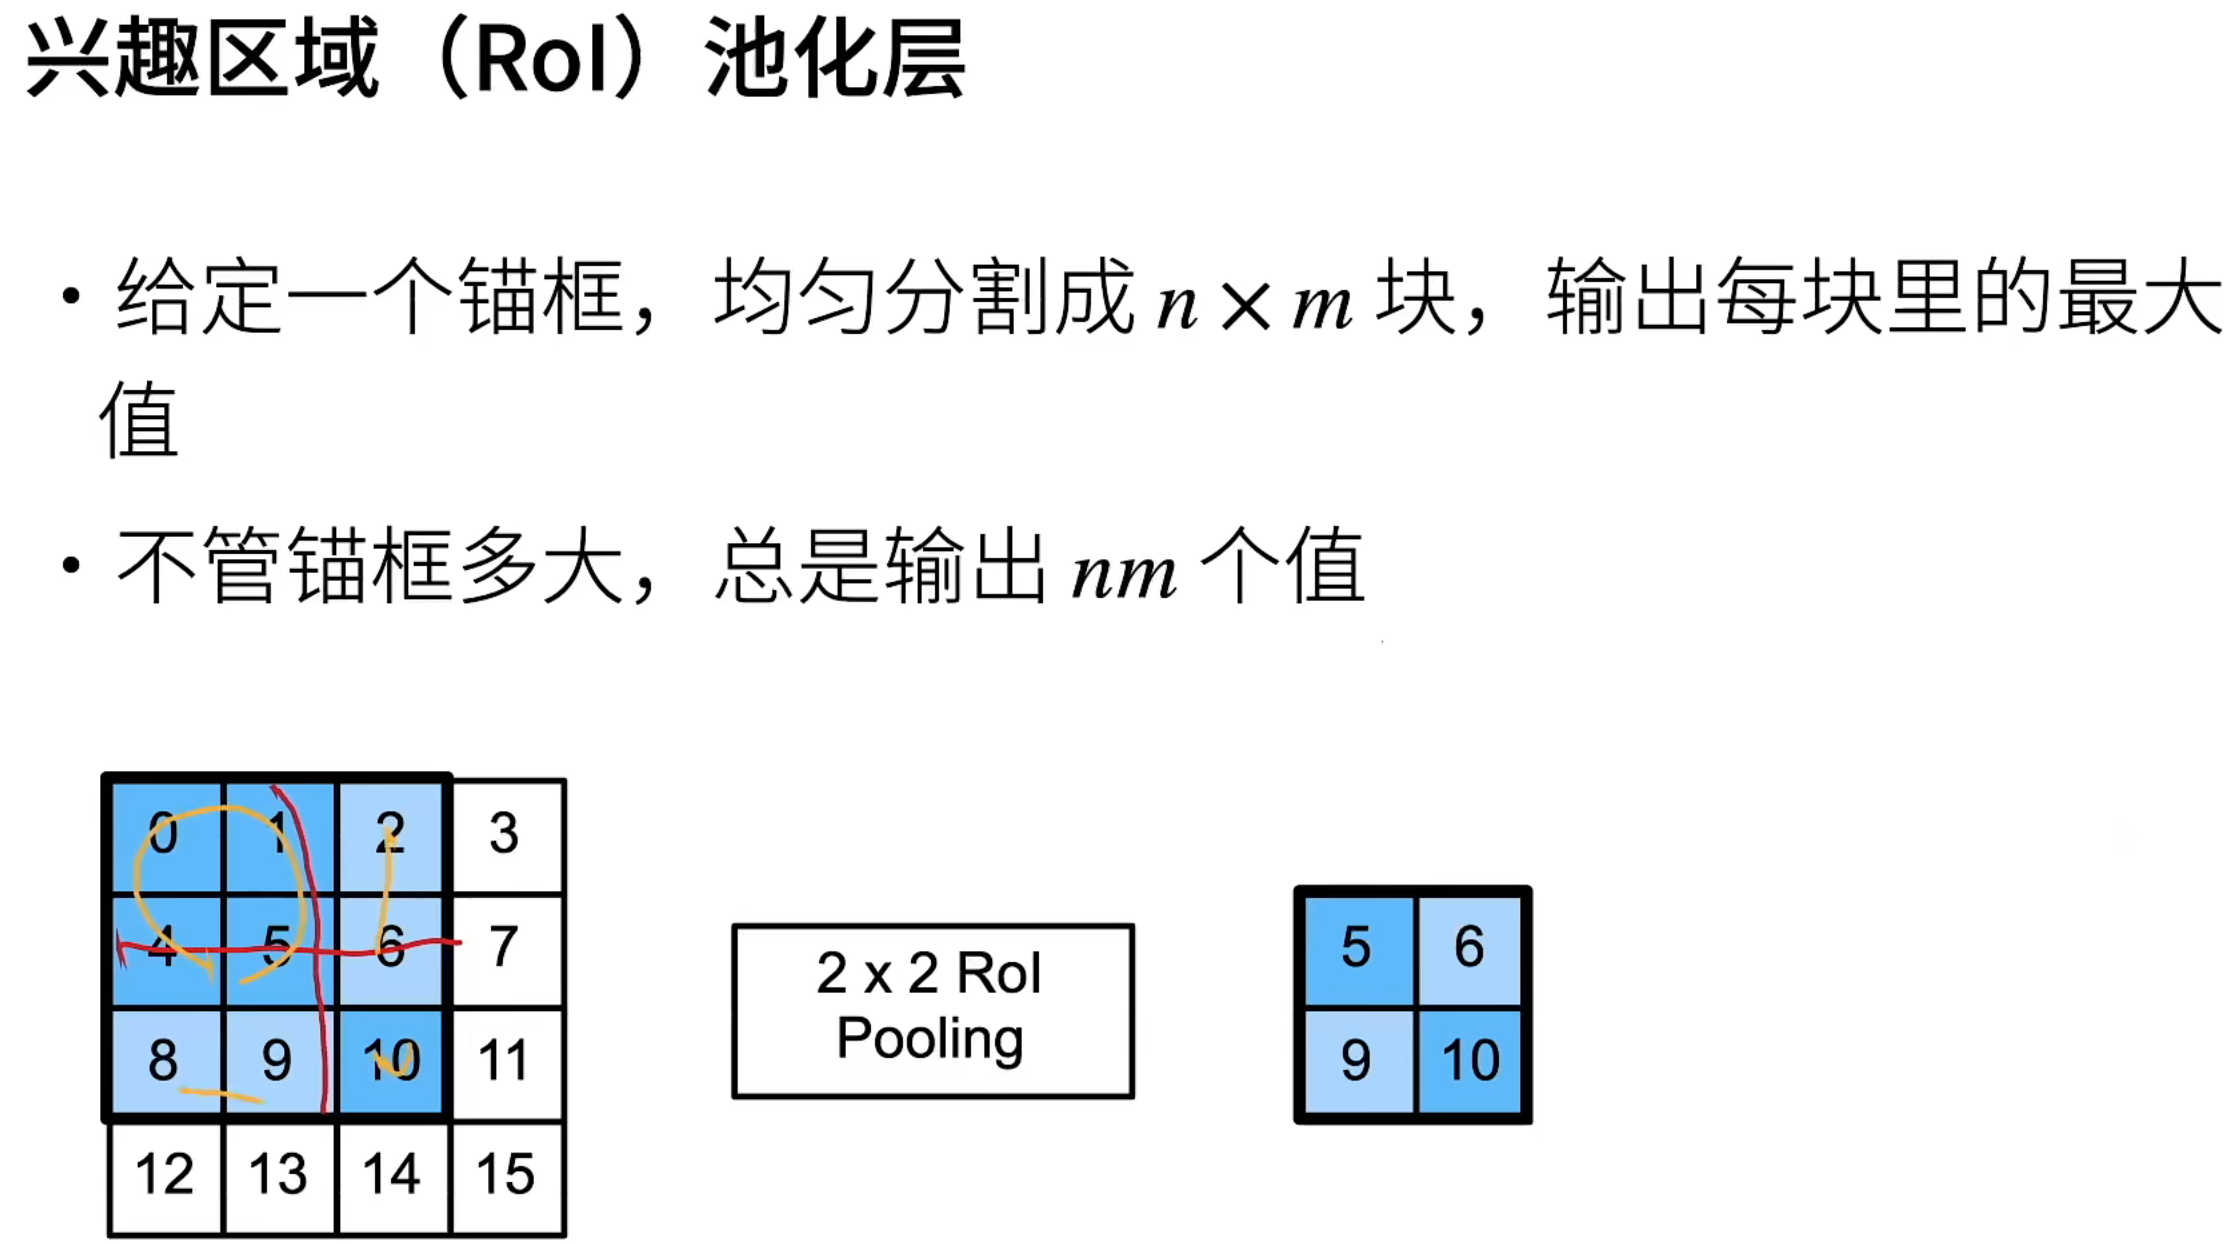 兴趣区域（RoI）池化层
• 给定一个锚框，均匀分割成 n × m 块，输出每块里的最大
值
• 不管锚框多大，总是输出 nm 个值
0 1 2 3
4 5 6 7
8 9 10 11
12 13 14 15
2 x 2 RoI
Pooling
5 6
9 10